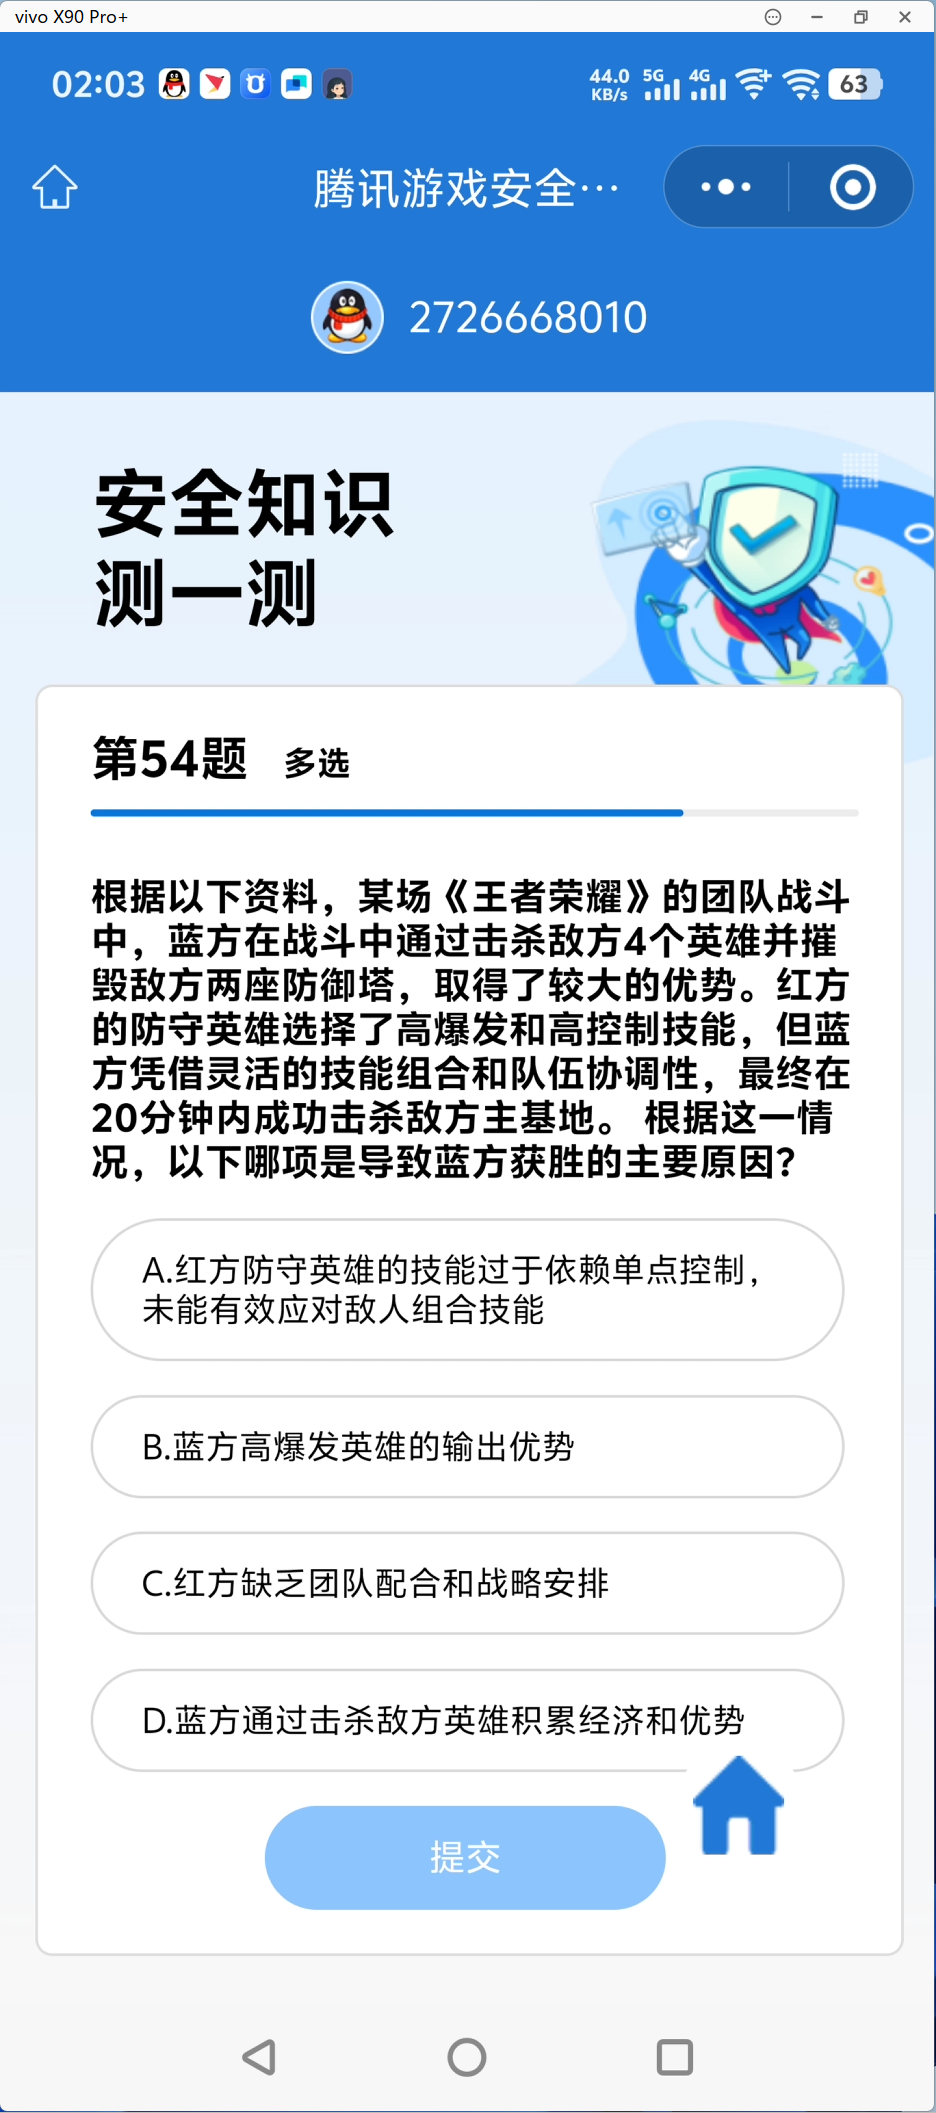 vivo X90 Pro+
02:03
44.0 KB/s 5G 4G 63
腾讯游戏安全…
2726668010
安全知识
测一测
第54题 多选
根据以下资料，某场《王者荣耀》的团队战斗
中，蓝方在战斗中通过击杀敌方4个英雄并摧
毁敌方两座防御塔，取得了较大的优势。红方
的防守英雄选择了高爆发和高控制技能，但蓝
方凭借灵活的技能组合和队伍协调性，最终在
20分钟内成功击杀敌方主基地。 根据这一情
况，以下哪项是导致蓝方获胜的主要原因？
A.红方防守英雄的技能过于依赖单点控制，
未能有效应对敌人组合技能
B.蓝方高爆发英雄的输出优势
C.红方缺乏团队配合和战略安排
D.蓝方通过击杀敌方英雄积累经济和优势
提交